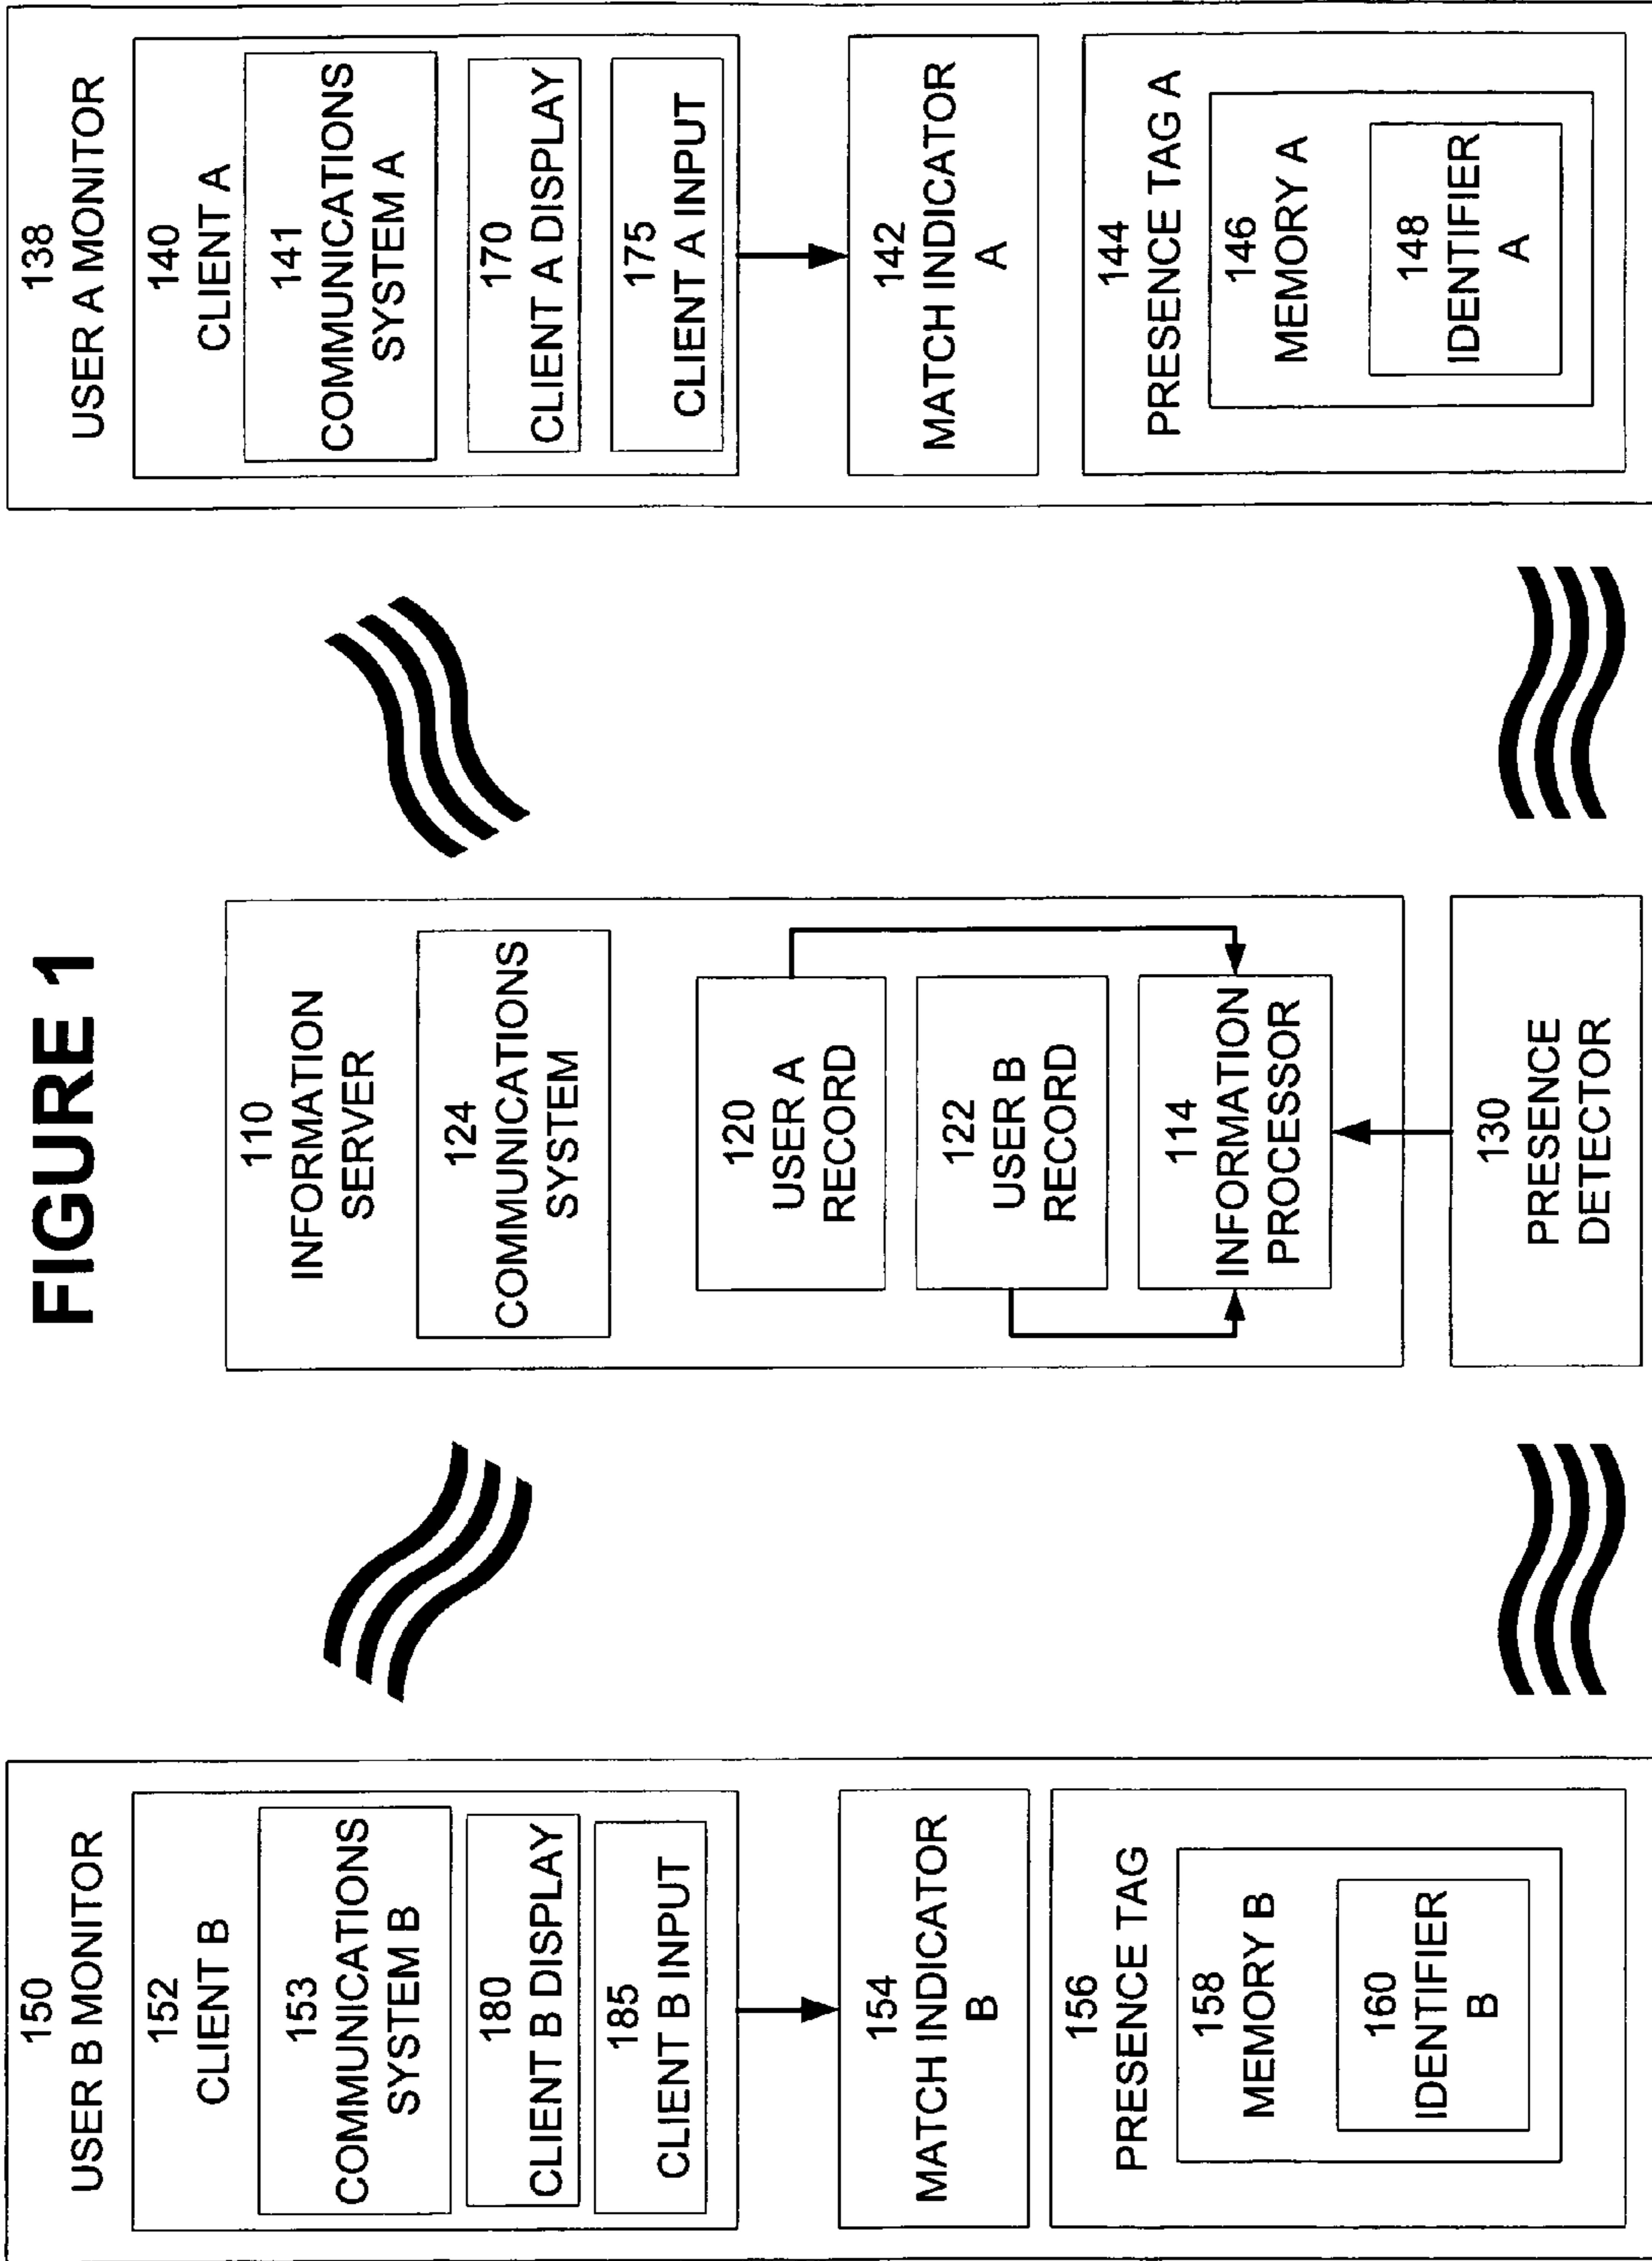 FIGURE 1
150
USER B MONITOR
152
CLIENT B
153
COMMUNICATIONS
SYSTEM B
180
CLIENT B DISPLAY
185
CLIENT B INPUT
154
MATCH INDICATOR
B
156
PRESENCE TAG
158
MEMORY B
160
IDENTIFIER
B
110
INFORMATION
SERVER
124
COMMUNICATIONS
SYSTEM
120
USER A
RECORD
122
USER B
RECORD
114
INFORMATION
PROCESSOR
130
PRESENCE
DETECTOR
138
USER A MONITOR
140
CLIENT A
141
COMMUNICATIONS
SYSTEM A
170
CLIENT A DISPLAY
175
CLIENT A INPUT
142
MATCH INDICATOR
A
144
PRESENCE TAG A
146
MEMORY A
148
IDENTIFIER
A